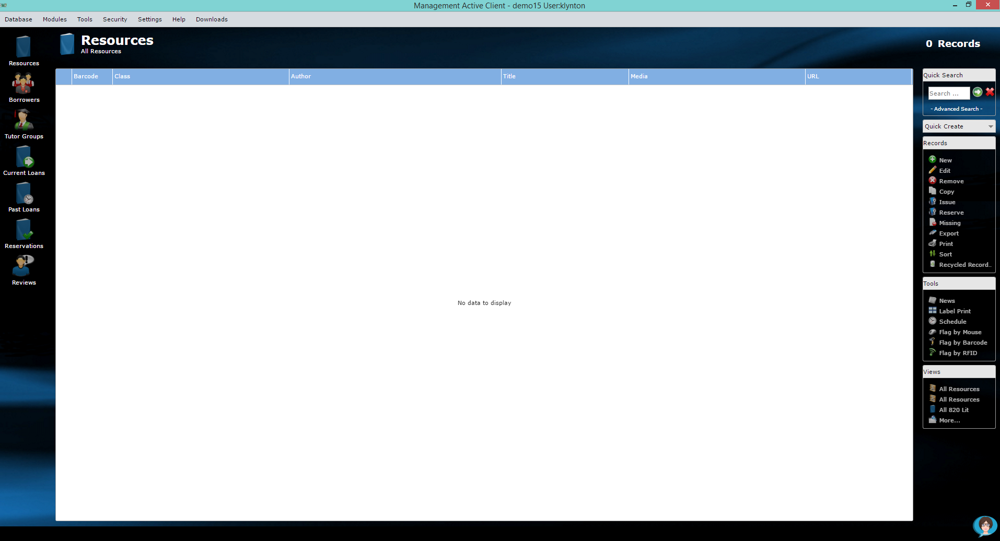 Management Active Client - demo15 User:klynton
Database Modules Tools Security Settings Help Downloads
Resources
All Resources
0 Records
Resources
Borrowers
Tutor Groups
Current Loans
Past Loans
Reservations
Reviews
Barcode Class Author Title Media URL
No data to display
Quick Search
Search ...
- Advanced Search -
Quick Create
Records
New
Edit
Remove
Copy
Issue
Reserve
Missing
Export
Print
Sort
Recycled Record..
Tools
News
Label Print
Schedule
Flag by Mouse
Flag by Barcode
Flag by RFID
Views
All Resources
All Resources
All 820 Lit
More...